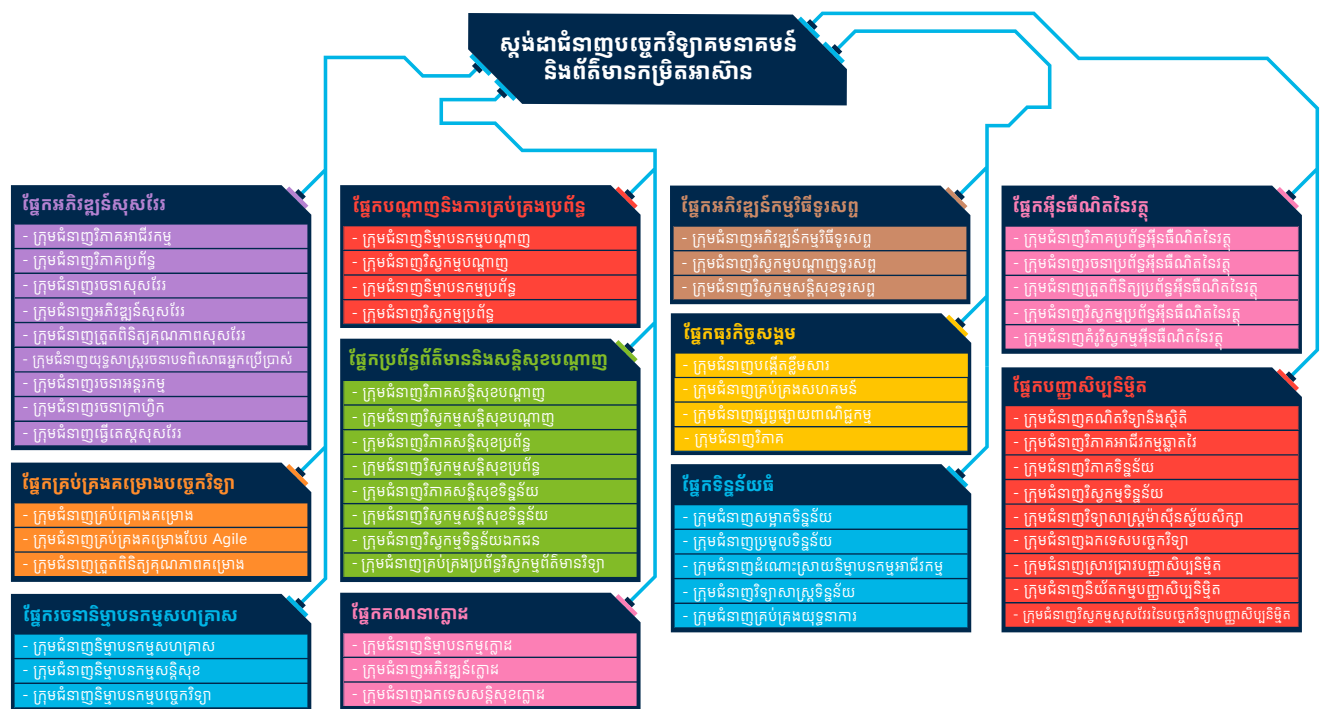 ស្តង់ដាជំនាញបច្ចេកវិទ្យាគមនាគមន៍
និងព័ត៌មានកម្រិតអាស៊ាន
ផ្នែកអភិវឌ្ឍន៍សុសវែរ
- ក្រុមជំនាញវិភាគអាជីវកម្ម
- ក្រុមជំនាញវិភាគប្រព័ន្ធ
- ក្រុមជំនាញរចនាសុសវែរ
- ក្រុមជំនាញអភិវឌ្ឍន៍សុសវែរ
- ក្រុមជំនាញត្រួតពិនិត្យគុណភាពសុសវែរ
- ក្រុមជំនាញយុទ្ធសាស្ត្ររចនាបទពិសោធអ្នកប្រើប្រាស់
- ក្រុមជំនាញរចនាអន្តរកម្ម
- ក្រុមជំនាញរចនាក្រាហ្វិក
- ក្រុមជំនាញធ្វើតេស្តសុសវែរ
ផ្នែកគ្រប់គ្រងគម្រោងបច្ចេកវិទ្យា
- ក្រុមជំនាញគ្រប់គ្រោងគម្រោង
- ក្រុមជំនាញគ្រប់គ្រងគម្រោងបែប Agile
- ក្រុមជំនាញត្រួតពិនិត្យគុណភាពគម្រោង
ផ្នែករចនានិម្មាបនកម្មសហគ្រាស
- ក្រុមជំនាញនិម្មាបនកម្មសហគ្រាស
- ក្រុមជំនាញនិម្មាបនកម្មសន្តិសុខ
- ក្រុមជំនាញនិម្មាបនកម្មបច្ចេកវិទ្យា
ផ្នែកបណ្តាញនិងការគ្រប់គ្រងប្រព័ន្ធ
- ក្រុមជំនាញនិម្មាបនកម្មបណ្តាញ
- ក្រុមជំនាញវិស្វកម្មបណ្តាញ
- ក្រុមជំនាញនិម្មាបនកម្មប្រព័ន្ធ
- ក្រុមជំនាញវិស្វកម្មប្រព័ន្ធ
ផ្នែកប្រព័ន្ធព័ត៌មាននិងសន្តិសុខបណ្តាញ
- ក្រុមជំនាញវិភាគសន្តិសុខបណ្តាញ
- ក្រុមជំនាញវិស្វកម្មសន្តិសុខបណ្តាញ
- ក្រុមជំនាញវិភាគសន្តិសុខប្រព័ន្ធ
- ក្រុមជំនាញវិស្វកម្មសន្តិសុខប្រព័ន្ធ
- ក្រុមជំនាញវិភាគសន្តិសុខទិន្នន័យ
- ក្រុមជំនាញវិស្វកម្មសន្តិសុខទិន្នន័យ
- ក្រុមជំនាញវិស្វកម្មទិន្នន័យឯកជន
- ក្រុមជំនាញគ្រប់គ្រងប្រព័ន្ធវិស្វកម្មព័ត៌មានវិទ្យា
ផ្នែកគណនាក្លោដ
- ក្រុមជំនាញនិម្មាបនកម្មក្លោដ
- ក្រុមជំនាញអភិវឌ្ឍន៍ក្លោដ
- ក្រុមជំនាញឯកទេសសន្តិសុខក្លោដ
ផ្នែកអភិវឌ្ឍន៍កម្មវិធីទូរសព្ទ
- ក្រុមជំនាញអភិវឌ្ឍន៍កម្មវិធីទូរសព្ទ
- ក្រុមជំនាញវិស្វកម្មបណ្តាញទូរសព្ទ
- ក្រុមជំនាញវិស្វកម្មសន្តិសុខទូរសព្ទ
ផ្នែកធុរកិច្ចសង្គម
- ក្រុមជំនាញបង្កើតខ្លឹមសារ
- ក្រុមជំនាញគ្រប់គ្រងសហគមន៍
- ក្រុមជំនាញផ្សព្វផ្សាយពាណិជ្ជកម្ម
- ក្រុមជំនាញវិភាគ
ផ្នែកទិន្នន័យធំ
- ក្រុមជំនាញសម្អាតទិន្នន័យ
- ក្រុមជំនាញប្រមូលទិន្នន័យ
- ក្រុមជំនាញដំណោះស្រាយនិម្មាបនកម្មអាជីវកម្ម
- ក្រុមជំនាញវិទ្យាសាស្ត្រទិន្នន័យ
- ក្រុមជំនាញគ្រប់គ្រងយុទ្ធនាការ
ផ្នែកអ៊ីនធឺណិតនៃវត្ថុ
- ក្រុមជំនាញវិភាគប្រព័ន្ធអ៊ីនធឺណិតនៃវត្ថុ
- ក្រុមជំនាញរចនាប្រព័ន្ធអ៊ីនធឺណិតនៃវត្ថុ
- ក្រុមជំនាញត្រួតពិនិត្យប្រព័ន្ធអ៊ីនធឺណិតនៃវត្ថុ
- ក្រុមជំនាញវិស្វកម្មប្រព័ន្ធអ៊ីនធឺណិតនៃវត្ថុ
- ក្រុមជំនាញគំរូវិស្វកម្មអ៊ីនធឺណិតនៃវត្ថុ
ផ្នែកបញ្ញាសិប្បនិម្មិត
- ក្រុមជំនាញគណិតវិទ្យានិងស្ថិតិ
- ក្រុមជំនាញវិភាគអាជីវកម្មឆ្លាតវៃ
- ក្រុមជំនាញវិភាគទិន្នន័យ
- ក្រុមជំនាញវិស្វកម្មទិន្នន័យ
- ក្រុមជំនាញវិទ្យាសាស្ត្រម៉ាស៊ីនស្វ័យសិក្សា
- ក្រុមជំនាញឯកទេសបច្ចេកវិទ្យា
- ក្រុមជំនាញស្រាវជ្រាវបញ្ញាសិប្បនិម្មិត
- ក្រុមជំនាញនិយ័តកម្មបញ្ញាសិប្បនិម្មិត
- ក្រុមជំនាញវិស្វកម្មសុសវែរនៃបច្ចេកវិទ្យាបញ្ញាសិប្បនិម្មិត